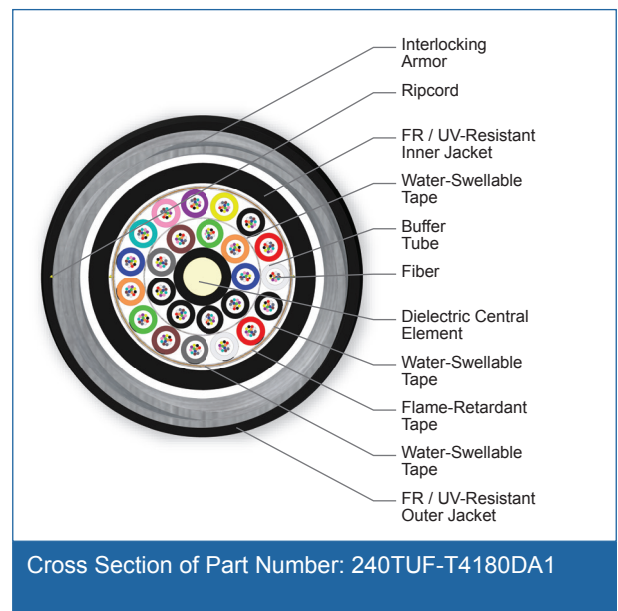 Interlocking
Armor
Ripcord
FR / UV-Resistant
Inner Jacket
Water-Swellable
Tape
Buffer
Tube
Fiber
Dielectric Central
Element
Water-Swellable
Tape
Flame-Retardant
Tape
Water-Swellable
Tape
FR / UV-Resistant
Outer Jacket
Cross Section of Part Number: 240TUF-T4180DA1